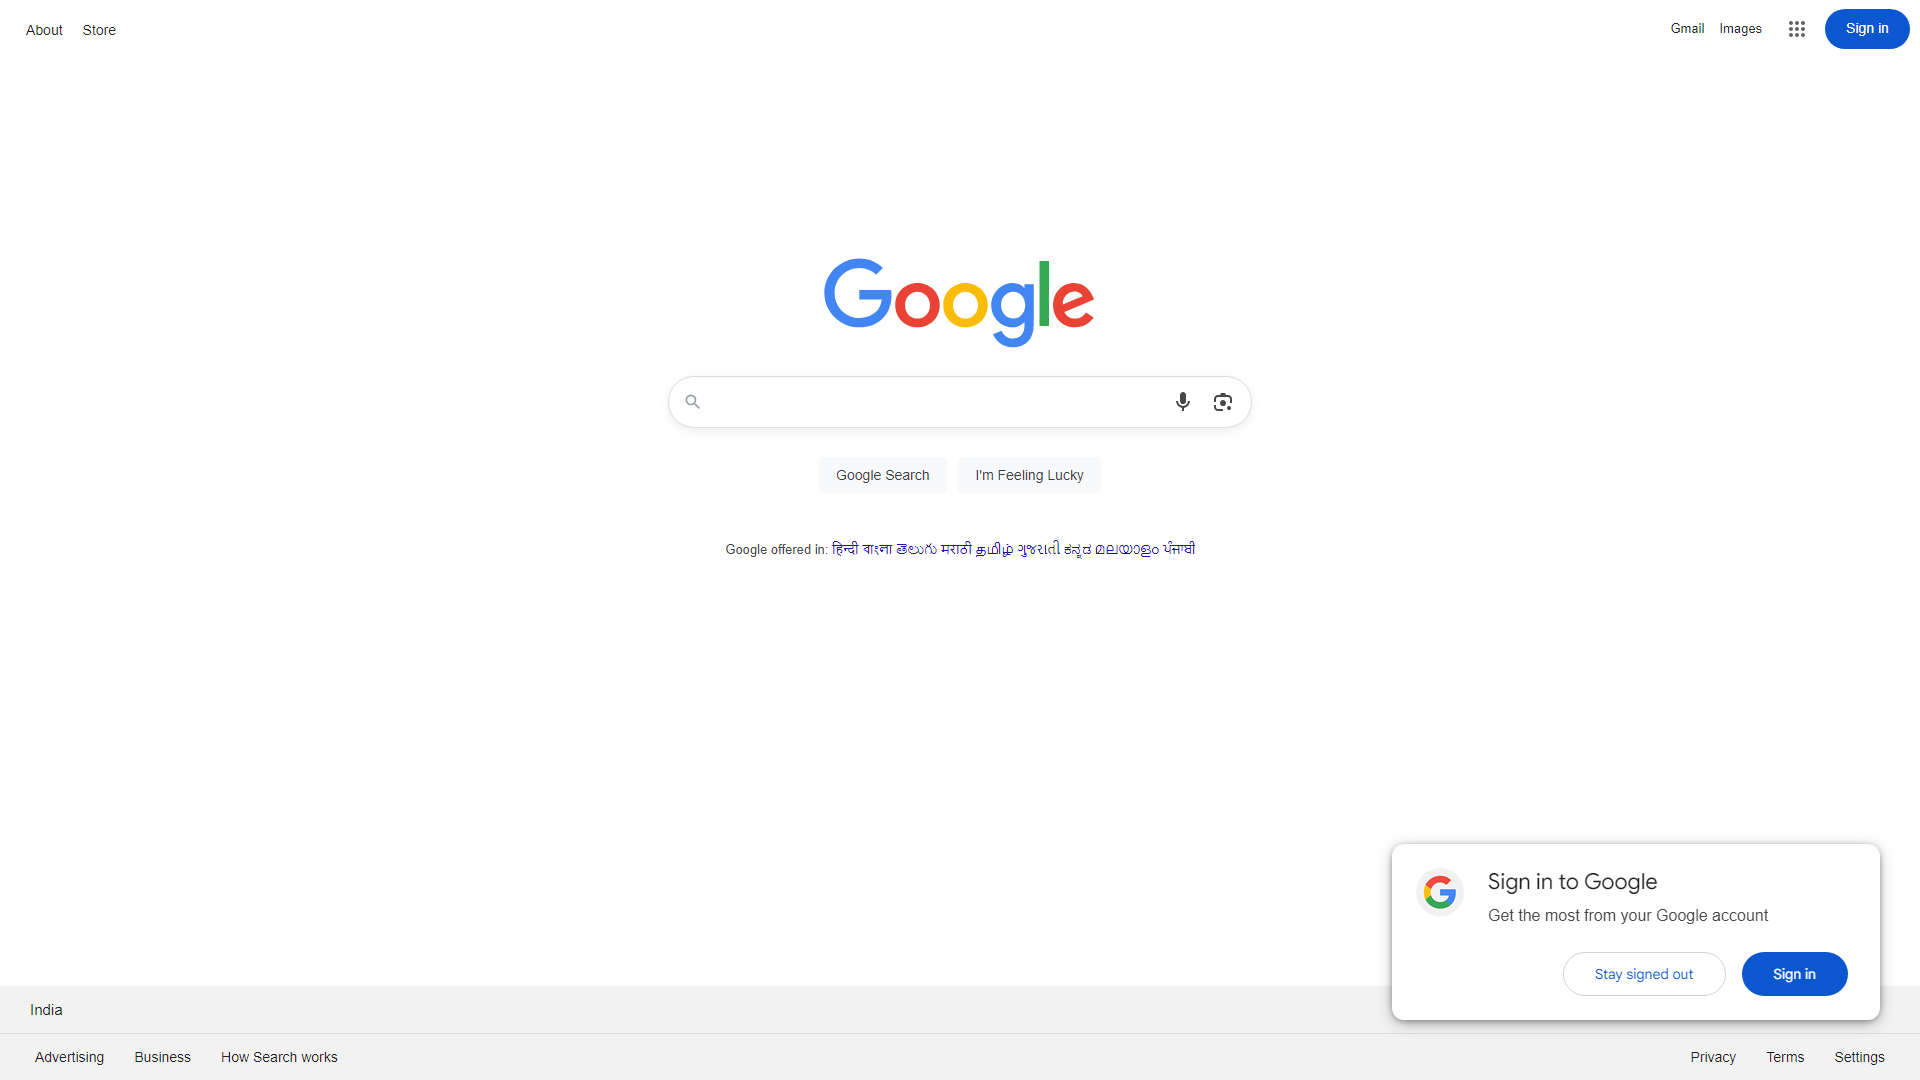 About Store
Gmail Images Sign in
Google
Google Search I'm Feeling Lucky
Google offered in: हिन्दी বাংলা తెలుగు मराठी தமிழ் ગુજરાતી ಕನ್ನಡ മലയാളം ਪੰਜਾਬੀ
Sign in to Google
Get the most from your Google account
Stay signed out Sign in
India
Advertising Business How Search works
Privacy Terms Settings